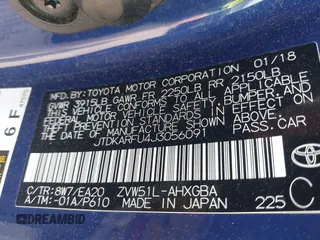 MFD. BY: TOYOTA MOTOR CORPORATION 01/18
GVWR 3915LB GAWR FR 2250LB RR 2150LB
THIS VEHICLE CONFORMS TO ALL APPLICABLE
FEDERAL MOTOR VEHICLE SAFETY, BUMPER, AND
THEFT PREVENTION STANDARDS IN EFFECT ON
THE DATE OF MANUFACTURE SHOWN ABOVE.
JTDKARFU4J3056091 PASS. CAR
C/TR: 8W7/EA20 ZVW51L-AHXGBA
A/TM: -01A/P610 MADE IN JAPAN 225 C
TOYOTA
6 F
DREAMBID